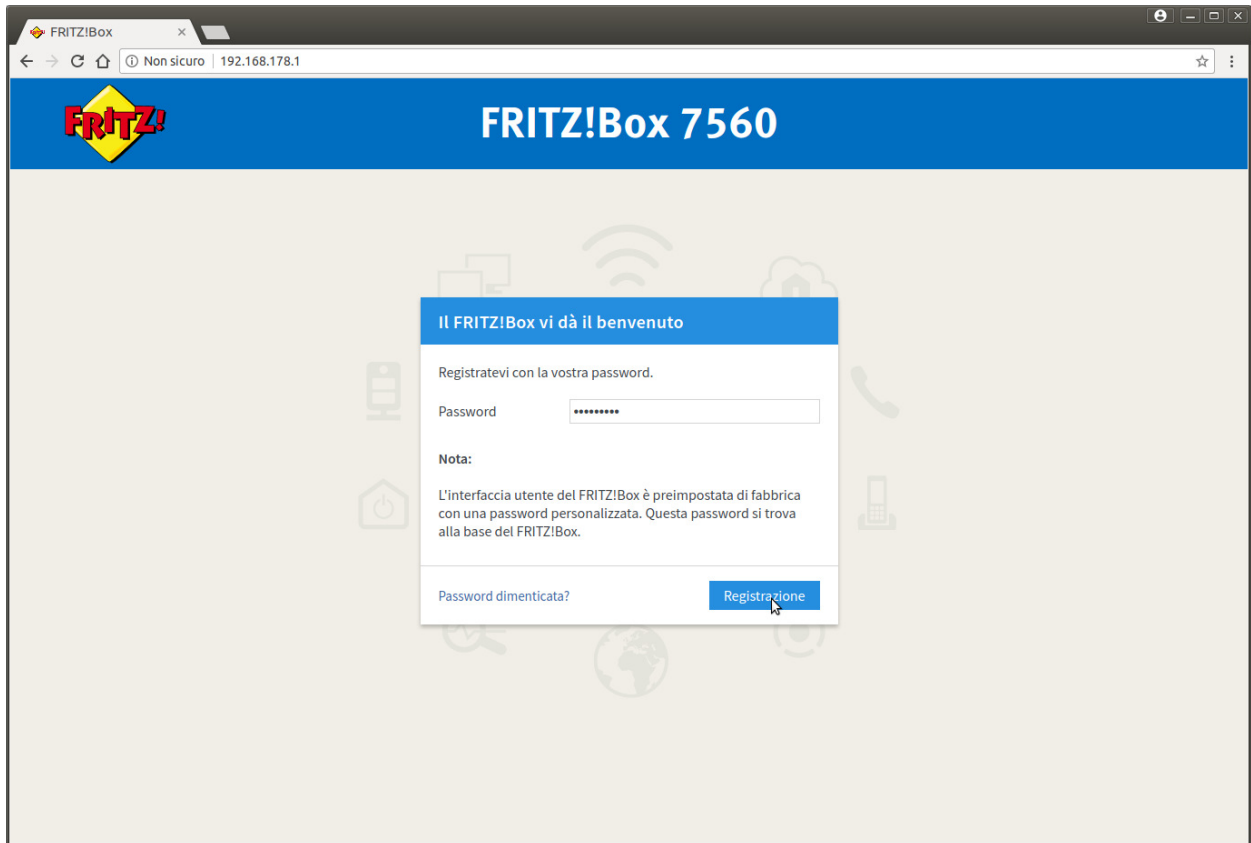 FRITZ!Box
Non sicuro 192.168.178.1
FRITZ!
FRITZ!Box 7560
Il FRITZ!Box vi dà il benvenuto
Registratevi con la vostra password.
Password •••••••••
Nota:
L'interfaccia utente del FRITZ!Box è preimpostata di fabbrica
con una password personalizzata. Questa password si trova
alla base del FRITZ!Box.
Password dimenticata? Registrazione